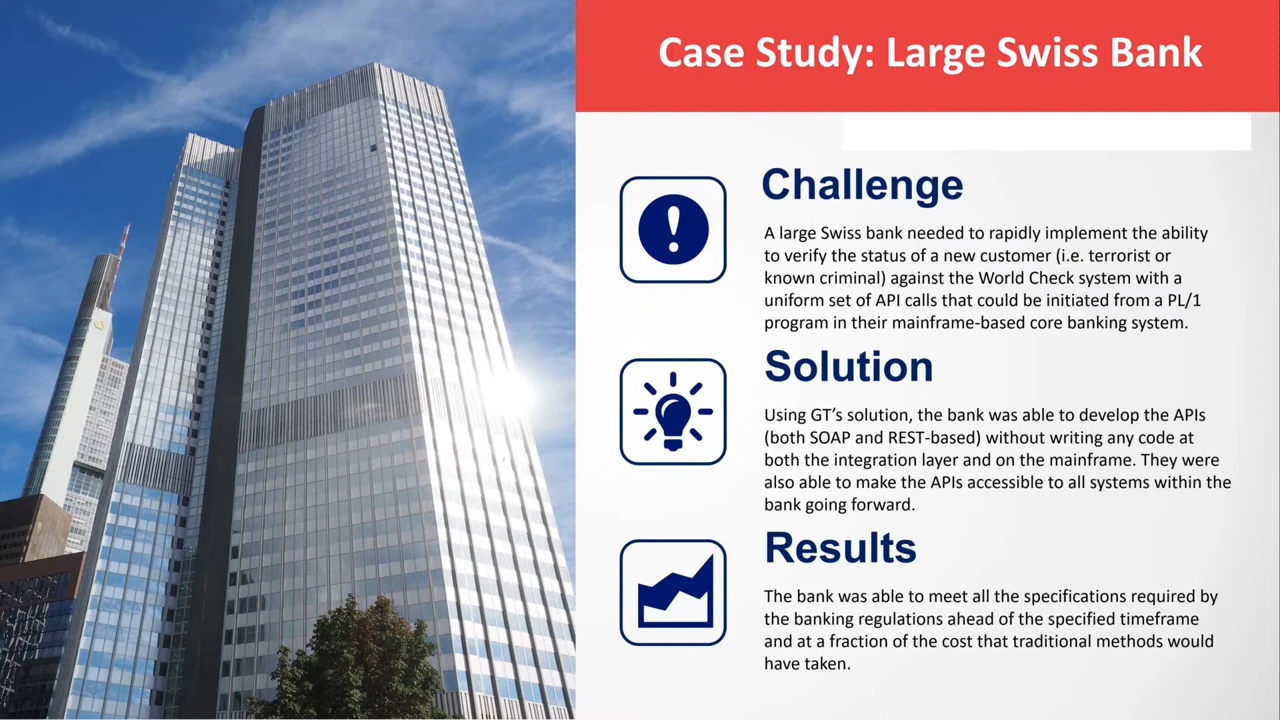 Case Study: Large Swiss Bank
Challenge
A large Swiss bank needed to rapidly implement the ability
to verify the status of a new customer (i.e. terrorist or
known criminal) against the World Check system with a
uniform set of API calls that could be initiated from a PL/1
program in their mainframe-based core banking system.
Solution
Using GT’s solution, the bank was able to develop the APIs
(both SOAP and REST-based) without writing any code at
both the integration layer and on the mainframe. They were
also able to make the APIs accessible to all systems within the
bank going forward.
Results
The bank was able to meet all the specifications required by
the banking regulations ahead of the specified timeframe
and at a fraction of the cost that traditional methods would
have taken.